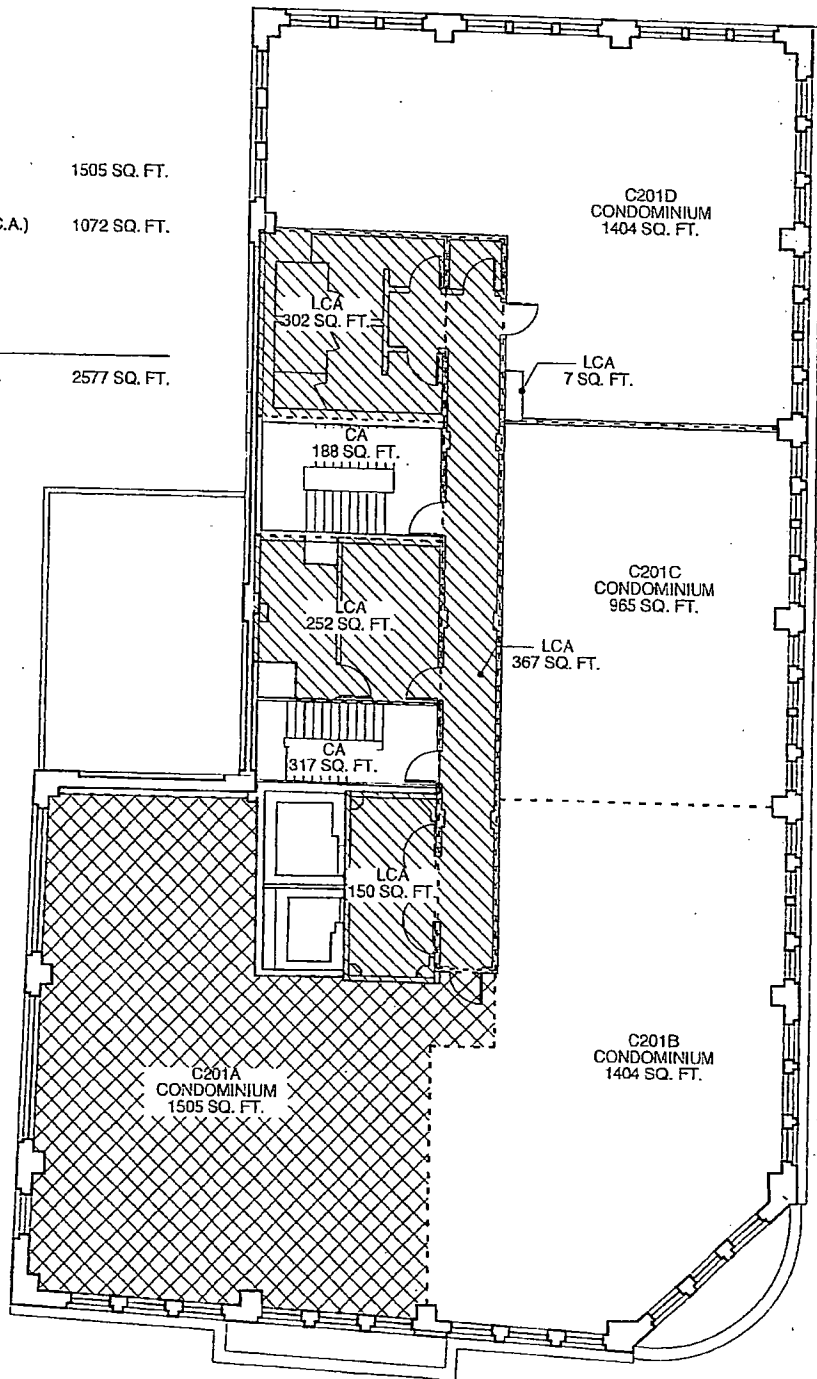 1505 SQ. FT.
C.A.) 1072 SQ. FT.
2577 SQ. FT.
C201D
CONDOMINIUM
1404 SQ. FT.
LCA
302 SQ. FT.
LCA
7 SQ. FT.
CA
188 SQ. FT.
C201C
CONDOMINIUM
965 SQ. FT.
LCA
252 SQ. FT.
LCA
367 SQ. FT.
CA
317 SQ. FT.
LCA
150 SQ. FT.
C201B
CONDOMINIUM
1404 SQ. FT.
C201A
CONDOMINIUM
1505 SQ. FT.